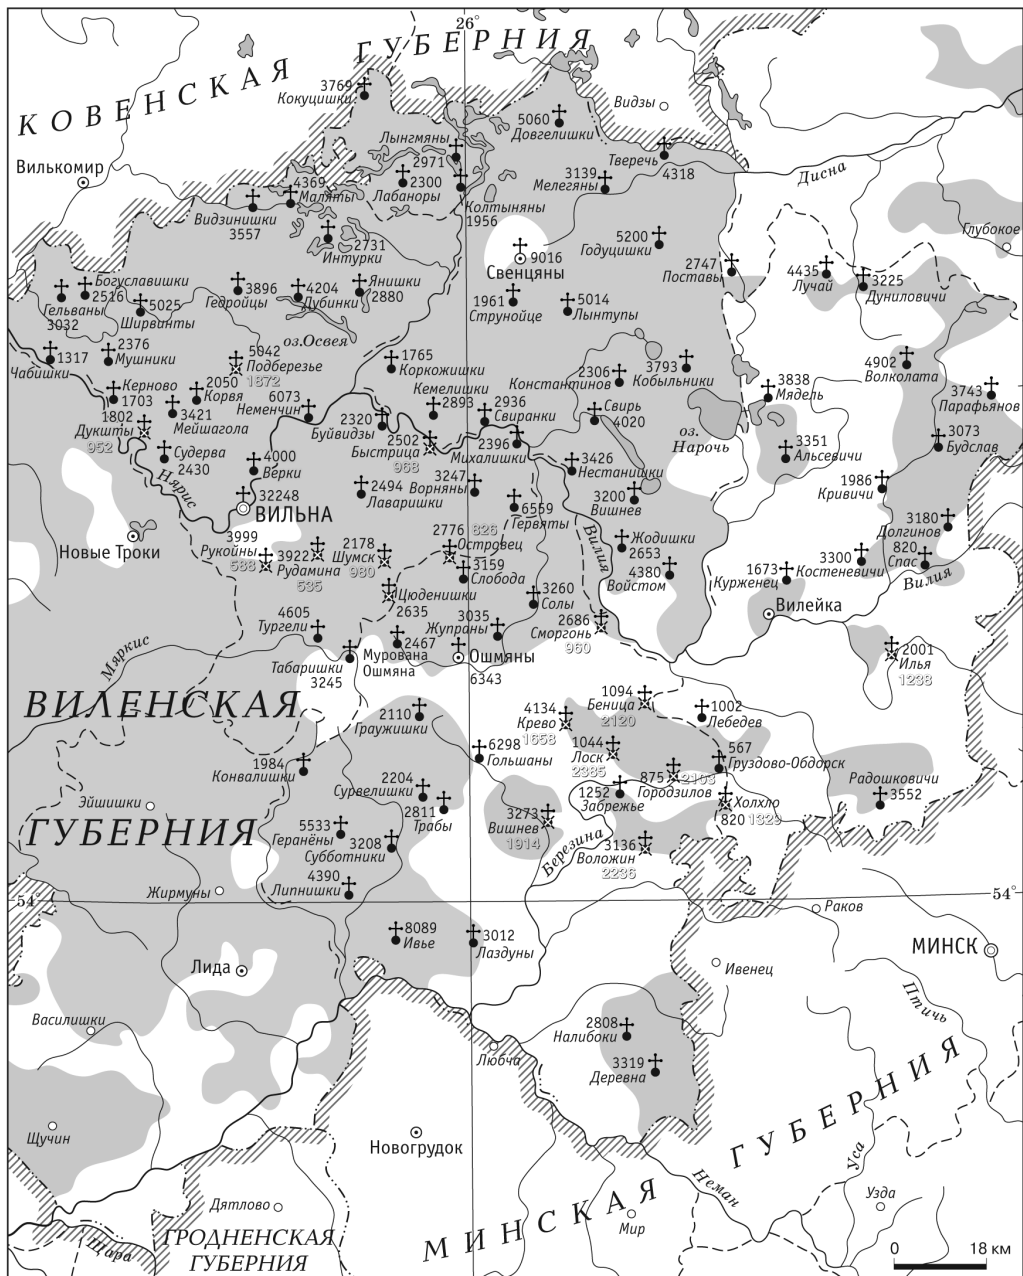 26°
КОВЕНСКАЯ ГУБЕРНИЯ
3769
Кокуцишки
Видзы
5060
Довгелишки
Вилькомир
Лынгмяны
2971
Тверечь
4318
Дисна
4369
Маляты
2300
Лабаноры
3139
Мелегяны
Видзинишки
3557
Колтыняны
1956
2731
Интурки
5200
Годуцишки
Глубокое
9016
Свенцяны
2747
Поставы
4435
Лучай
3225
Дуниловичи
Богуславишки
2516
Гельваны
3032
5025
Ширвинты
3896
Гедройцы
4204
Дубинки
Янишки
2880
1961
Струнойце
5014
Лынтупы
оз.Освея
1317
Чабишки
2376
Мушники
5042
Подберезье
1872
1765
Коркожишки
2306
Константинов
3793
Кобыльники
4902
Волколата
Керново
1703
2050
Корвя
Кемелишки
2893
3838
Мядель
3743
Парафьянов
1802
Дукшты
952
3421
Мейшагола
6073
Неменчин
2320
Буйвидзы
2936
Свиранки
Свирь
4020
2502
Быстрица
968
2396
Михалишки
оз.
Нарочь
3351
Альсевичи
3073
Будслав
Судерва
2430
4000
Верки
Нярис
2494
Лаваришки
3247
Ворняны
3426
Нестанишки
1986
Кривичи
32248
ВИЛЬНА
6559
Гервяты
3200
Вишнев
3180
Долгинов
Новые Троки
3999
Рукойны
588
3922
Рудамина
535
2178
Шумск
980
2776
826
Островец
Вилия
Жодишки
2653
820
Спас
3300
Костеневичи
3159
Слобода
4380
Войстом
1673
Курженец
Вилия
Цюденишки
2635
3260
Солы
Вилейка
4605
Тургели
3035
Жупраны
2686
Сморгонь
960
Мяркис
Табаришки
3245
2467
Мурована
Ошмяна
Ошмяны
6343
2001
Илья
1238
ВИЛЕНСКАЯ
2110
Граужишки
4134
Крево
1658
1094
Беница
2120
1002
Лебедев
1984
Конвалишки
6298
Гольшаны
1044
Лоск
2385
567
Груздово-Обдорск
875
2163
Городзилов
Радошковичи
3552
Эйшишки
2204
Сурвелишки
1252
Забрежье
Холхло
820 1329
ГУБЕРНИЯ
2811
Трабы
3273
Вишнев
1914
5533
Геранёны
3208
Субботники
Березина
3136
Воложин
2236
Жирмуны
4390
Липнишки
54°
54°
Раков
8089
Ивье
3012
Лаздуны
МИНСК
Лида
Ивенец
Птичь
Василишки
2808
Налибоки
Любча
3319
Деревна
Щучин
Новогрудок
МИНСКАЯ ГУБЕРНИЯ
Уса
Неман
Дятлово
Узда
Мир
Щара
ГРОДНЕНСКАЯ
ГУБЕРНИЯ
0 18 км